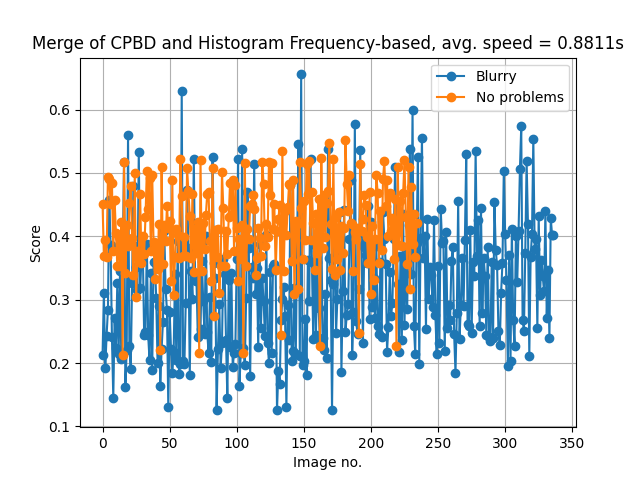 Merge of CPBD and Histogram Frequency-based, avg. speed = 0.8811s
Blurry
No problems
Score
0.6
0.5
0.4
0.3
0.2
0.1
0 50 100 150 200 250 300 350
Image no.